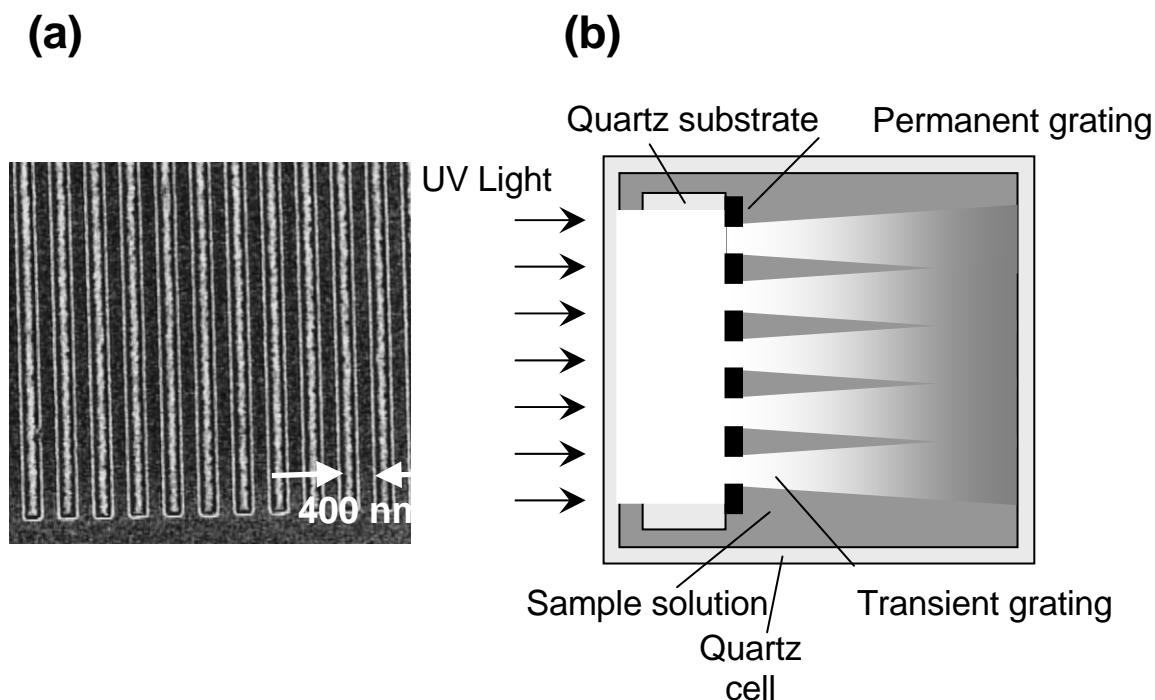 (a)
(b)
Quartz substrate
Permanent grating
UV Light
400 nm
Sample solution
Transient grating
Quartz
cell